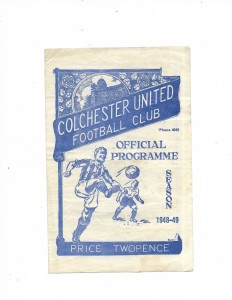 COLCHESTER UNITED
FOOTBALL CLUB
OFFICIAL
PROGRAMME
SEASON
1948-49
PRICE TWOPENCE